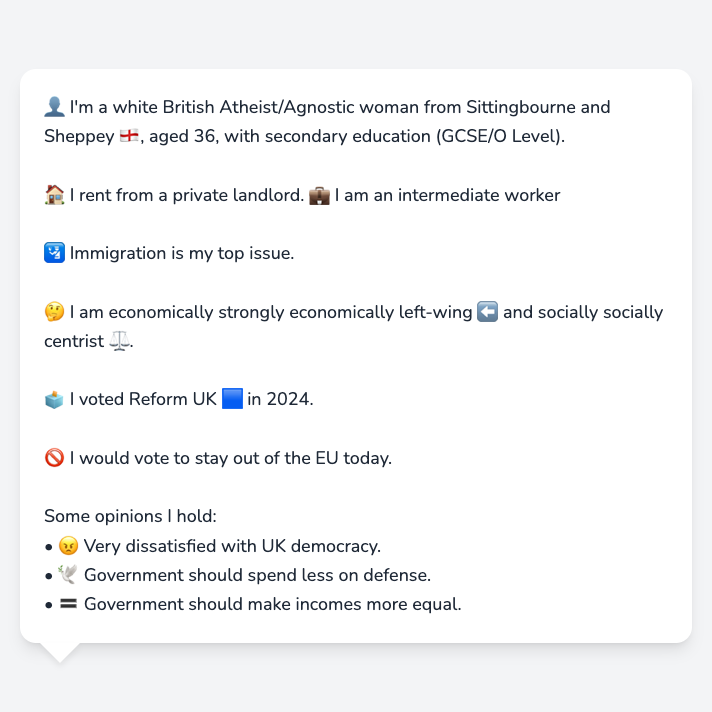 👤 I'm a white British Atheist/Agnostic woman from Sittingbourne and
Sheppey 🏴󠁧󠁢󠁥󠁮󠁧󠁿, aged 36, with secondary education (GCSE/O Level).
🏠 I rent from a private landlord. 💼 I am an intermediate worker
🛂 Immigration is my top issue.
🤔 I am economically strongly economically left-wing ⬅️ and socially socially
centrist ⚖️.
🗳️ I voted Reform UK 🟦 in 2024.
🚫 I would vote to stay out of the EU today.
Some opinions I hold:
• 😠 Very dissatisfied with UK democracy.
• 🕊️ Government should spend less on defense.
• 🟰 Government should make incomes more equal.